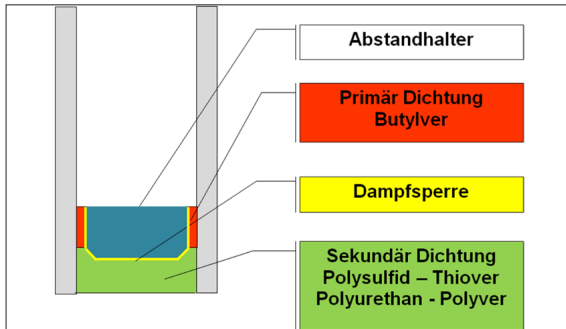 Abstandhalter
Primär Dichtung
Butylver
Dampfsperre
Sekundär Dichtung
Polysulfid – Thiover
Polyurethan - Polyver